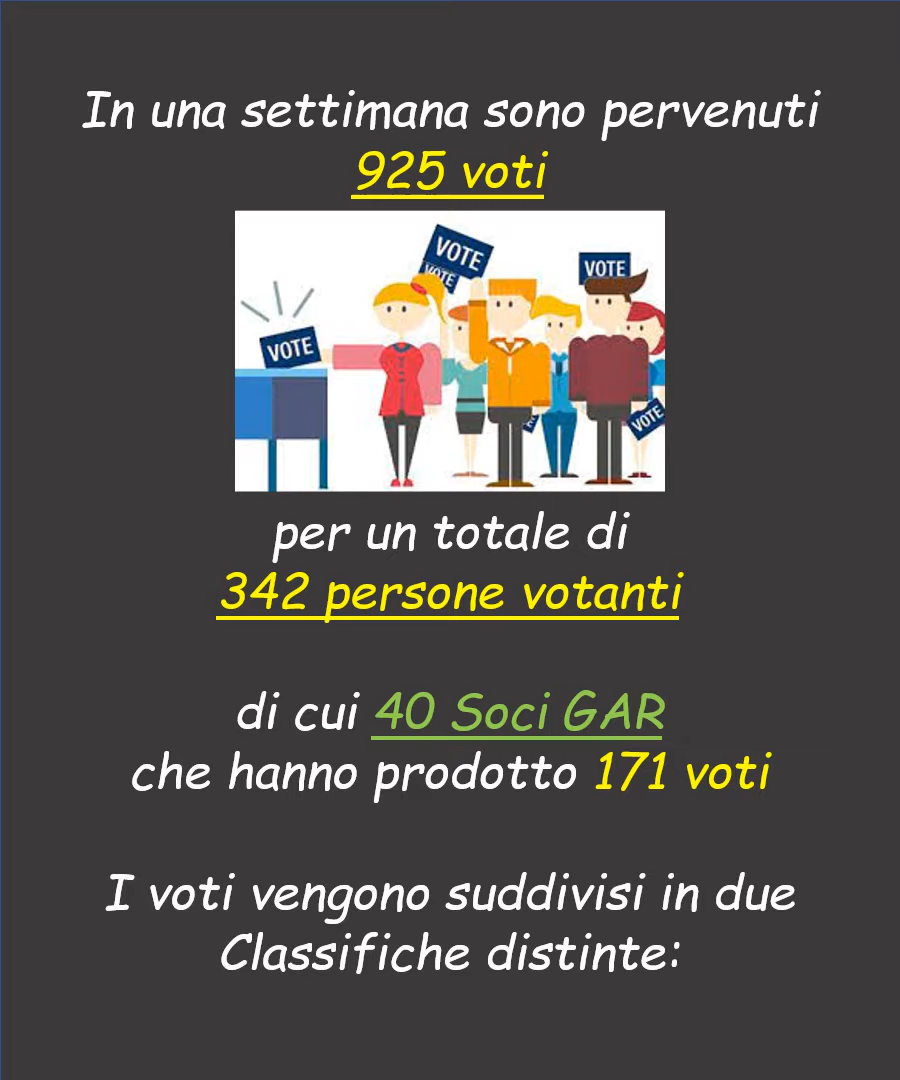 In una settimana sono pervenuti
925 voti
VOTE
VOTE
VOTE
VOTE
VOTE
per un totale di
342 persone votanti
di cui 40 Soci GAR
che hanno prodotto 171 voti
I voti vengono suddivisi in due
Classifiche distinte: